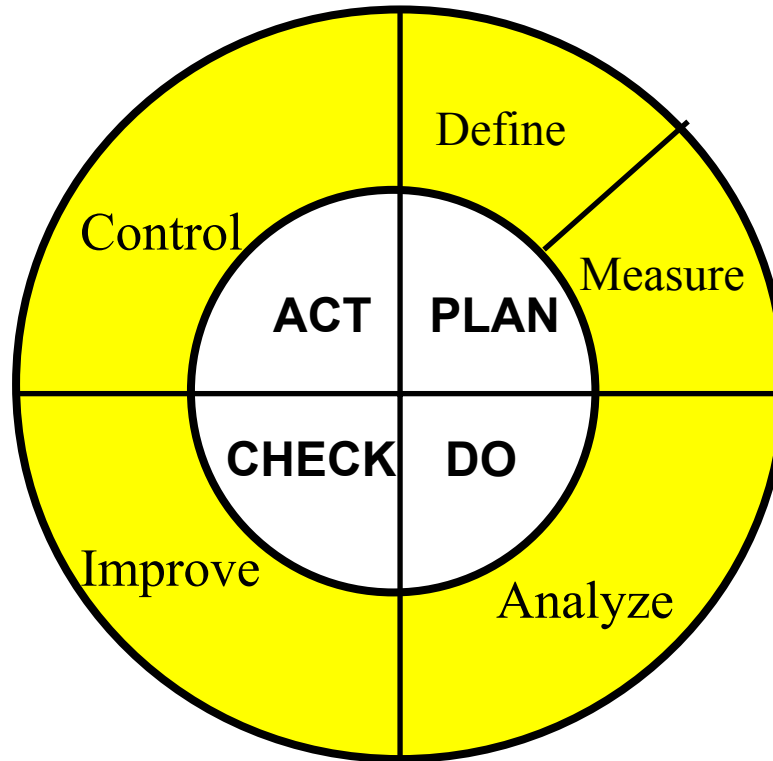 Define
Control
Measure
ACT
PLAN
CHECK
DO
Improve
Analyze